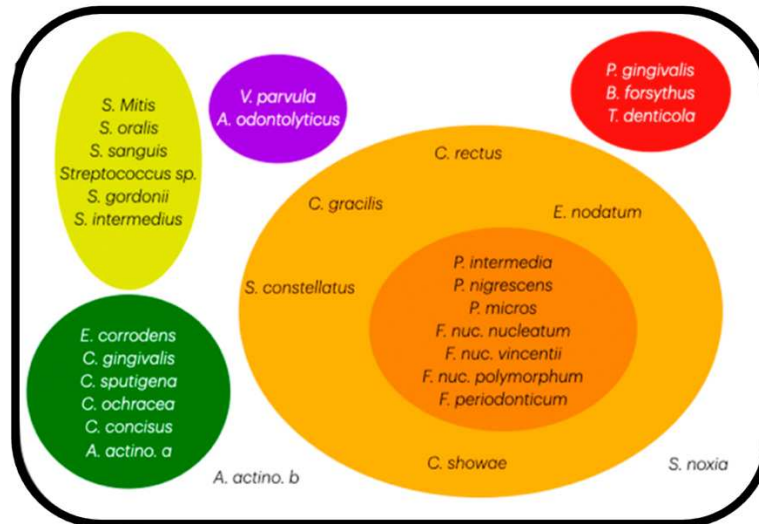 S. Mitis
S. oralis
S. sanguis
Streptococcus sp.
S. gordonii
S. intermedius
V. parvula
A. odontolyticus
P. gingivalis
B. forsythus
T. denticola
C. rectus
C. gracilis
E. nodatum
S. constellatus
P. intermedia
P. nigrescens
P. micros
F. nuc. nucleatum
F. nuc. vincentii
F. nuc. polymorphum
F. periodonticum
C. showae
E. corrodens
C. gingivalis
C. sputigena
C. ochracea
C. concisus
A. actino. a
A. actino. b
S. noxia